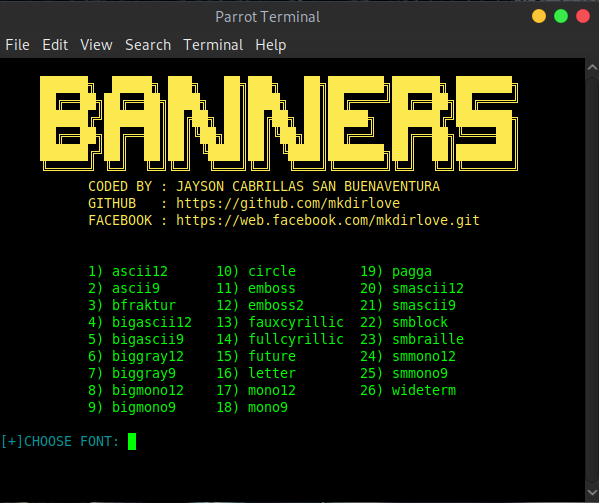 Parrot Terminal
File Edit View Search Terminal Help
BANNERS
CODED BY : JAYSON CABRILLAS SAN BUENAVENTURA
GITHUB : https://github.com/mkdirlove
FACEBOOK : https://web.facebook.com/mkdirlove.git
1) ascii12 10) circle 19) pagga
2) ascii9 11) emboss 20) smascii12
3) bfraktur 12) emboss2 21) smascii9
4) bigascii12 13) fauxcyrillic 22) smblock
5) bigascii9 14) fullcyrillic 23) smbraille
6) biggray12 15) future 24) smmono12
7) biggray9 16) letter 25) smmono9
8) bigmono12 17) mono12 26) wideterm
9) bigmono9 18) mono9
[+]CHOOSE FONT: